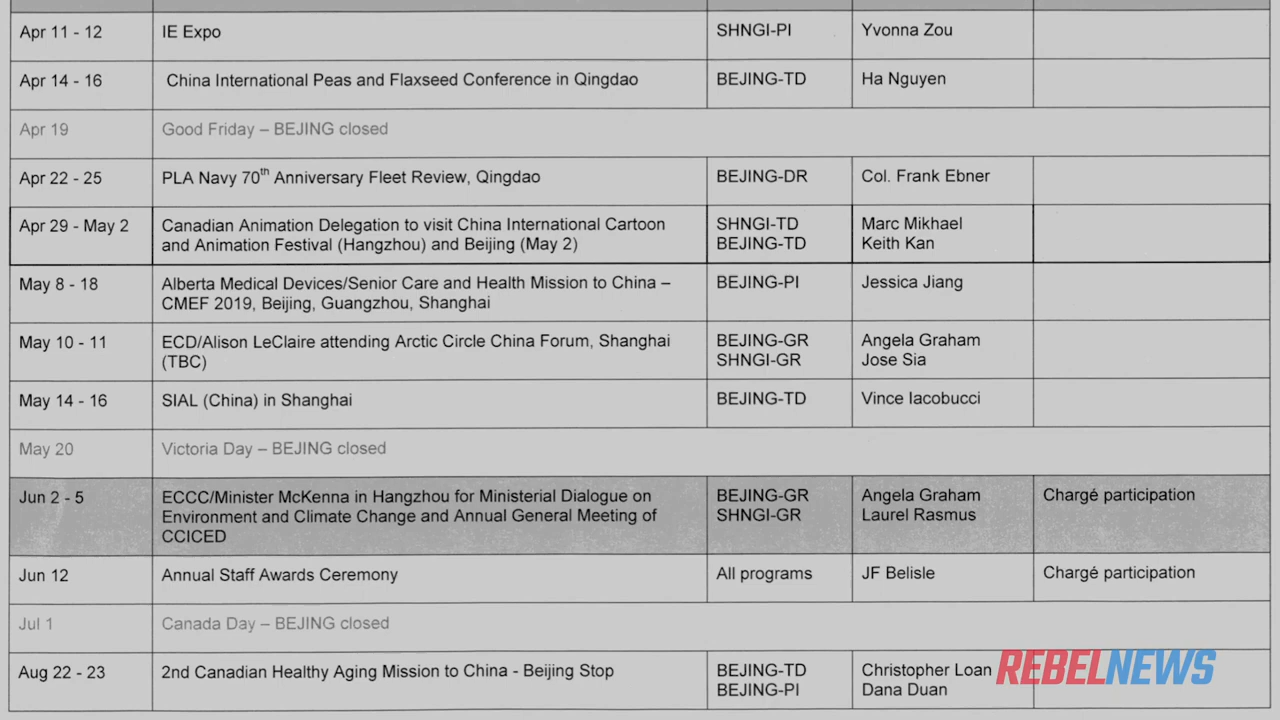 Apr 11 - 12 IE Expo SHNGI-PI Yvonna Zou
Apr 14 - 16 China International Peas and Flaxseed Conference in Qingdao BEJING-TD Ha Nguyen
Apr 19 Good Friday – BEJING closed
Apr 22 - 25 PLA Navy 70th Anniversary Fleet Review, Qingdao BEJING-DR Col. Frank Ebner
Apr 29 - May 2 Canadian Animation Delegation to visit China International Cartoon SHNGI-TD Marc Mikhael
and Animation Festival (Hangzhou) and Beijing (May 2) BEJING-TD Keith Kan
May 8 - 18 Alberta Medical Devices/Senior Care and Health Mission to China – BEJING-PI Jessica Jiang
CMEF 2019, Beijing, Guangzhou, Shanghai
May 10 - 11 ECD/Alison LeClaire attending Arctic Circle China Forum, Shanghai BEJING-GR Angela Graham
(TBC) SHNGI-GR Jose Sia
May 14 - 16 SIAL (China) in Shanghai BEJING-TD Vince Iacobucci
May 20 Victoria Day – BEJING closed
Jun 2 - 5 ECCC/Minister McKenna in Hangzhou for Ministerial Dialogue on BEJING-GR Angela Graham Chargé participation
Environment and Climate Change and Annual General Meeting of SHNGI-GR Laurel Rasmus
CCICED
Jun 12 Annual Staff Awards Ceremony All programs JF Belisle Chargé participation
Jul 1 Canada Day – BEJING closed
Aug 22 - 23 2nd Canadian Healthy Aging Mission to China - Beijing Stop BEJING-TD Christopher Loan
BEJING-PI Dana Duan
REBELNEWS